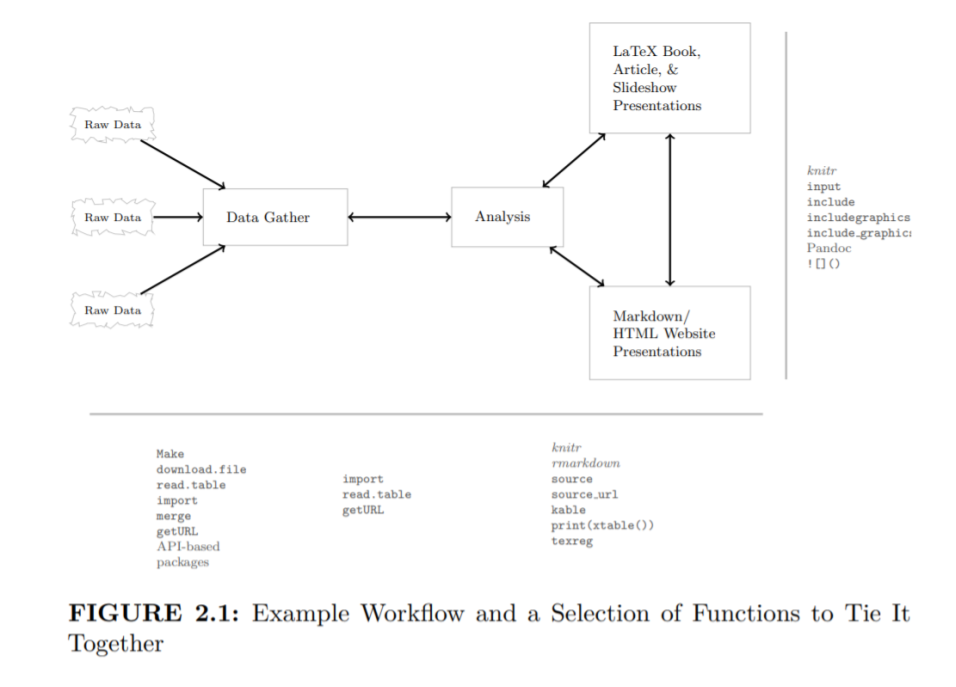 LaTeX Book,
Article, &
Slideshow
Presentations
Raw Data
Raw Data
Raw Data
Data Gather
Analysis
Markdown/
HTML Website
Presentations
knitr
input
include
includegraphics
include_graphic
Pandoc
![]()
Make
download.file
read.table
import
merge
getURL
API-based
packages
import
read.table
getURL
knitr
rmarkdown
source
source_url
kable
print(xtable())
texreg
FIGURE 2.1: Example Workflow and a Selection of Functions to Tie It
Together